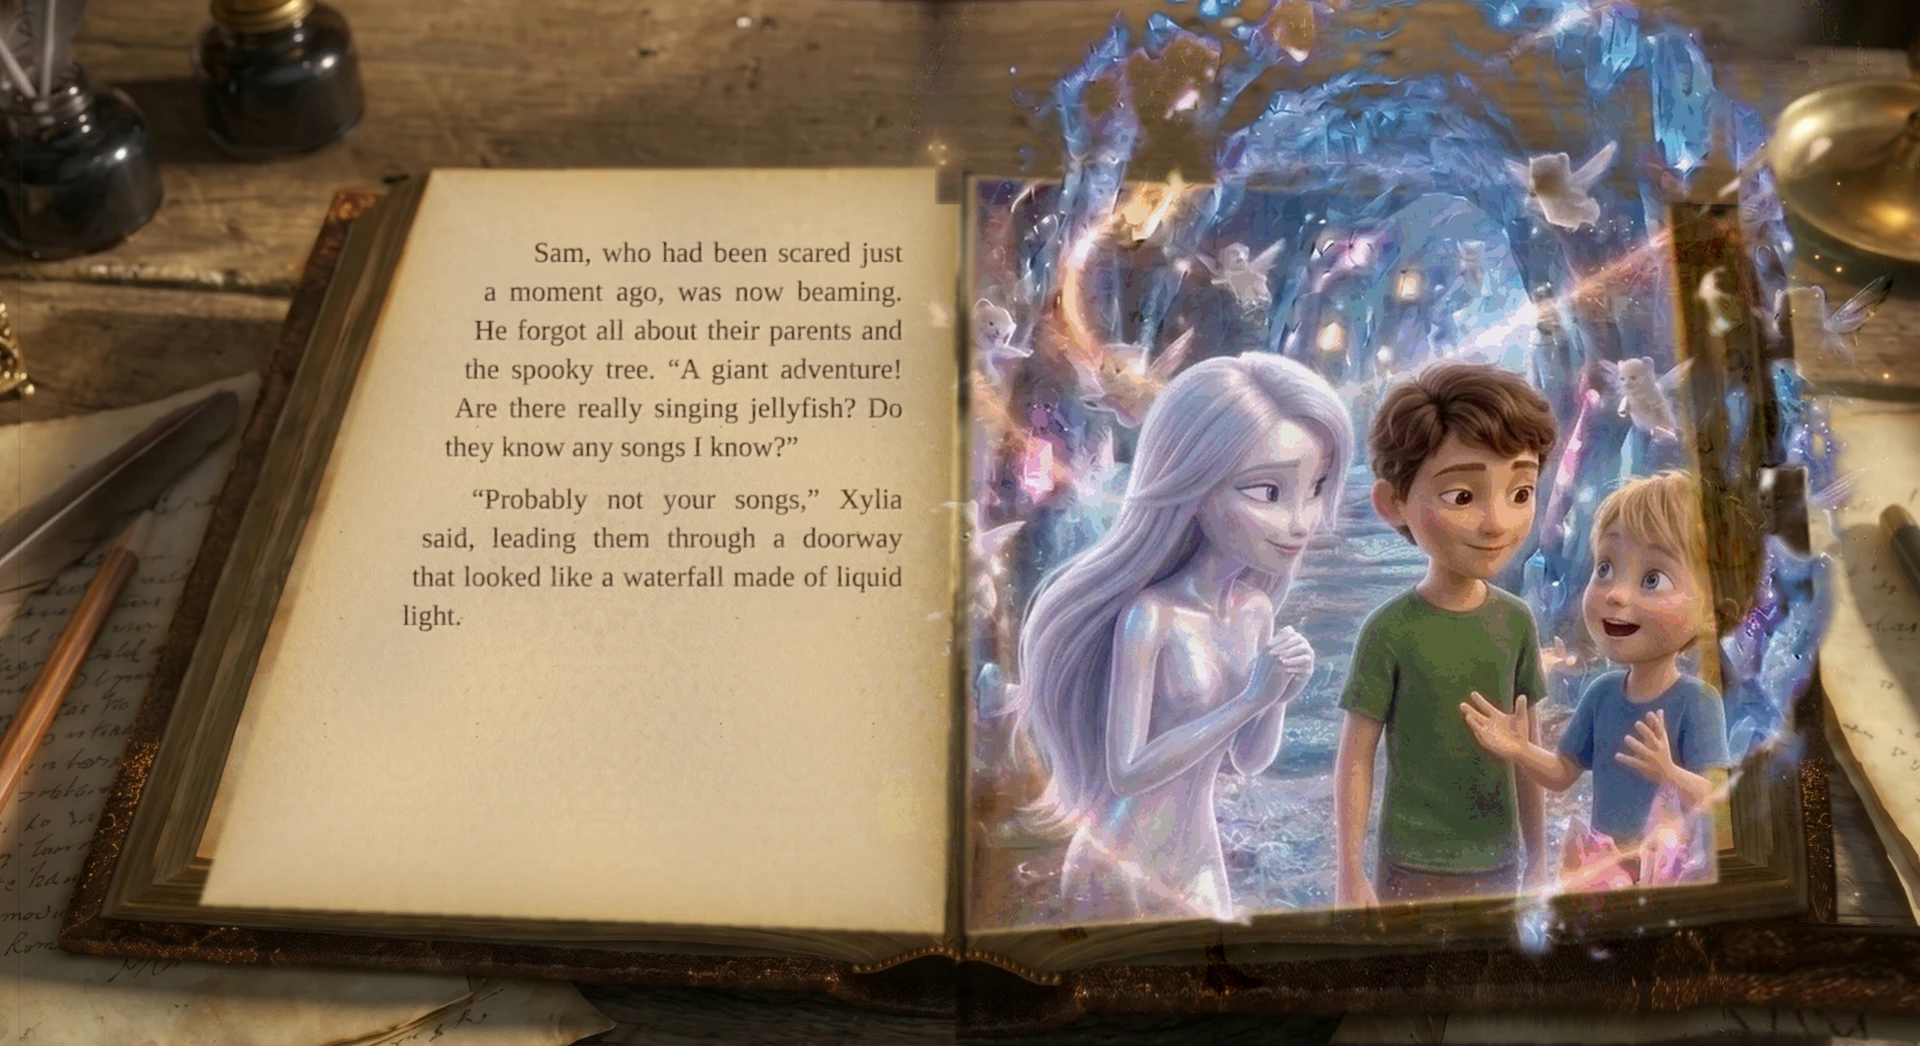 Sam, who had been scared just
a moment ago, was now beaming.
He forgot all about their parents and
the spooky tree. “A giant adventure!
Are there really singing jellyfish? Do
they know any songs I know?”
“Probably not your songs,” Xylia
said, leading them through a doorway
that looked like a waterfall made of liquid
light.